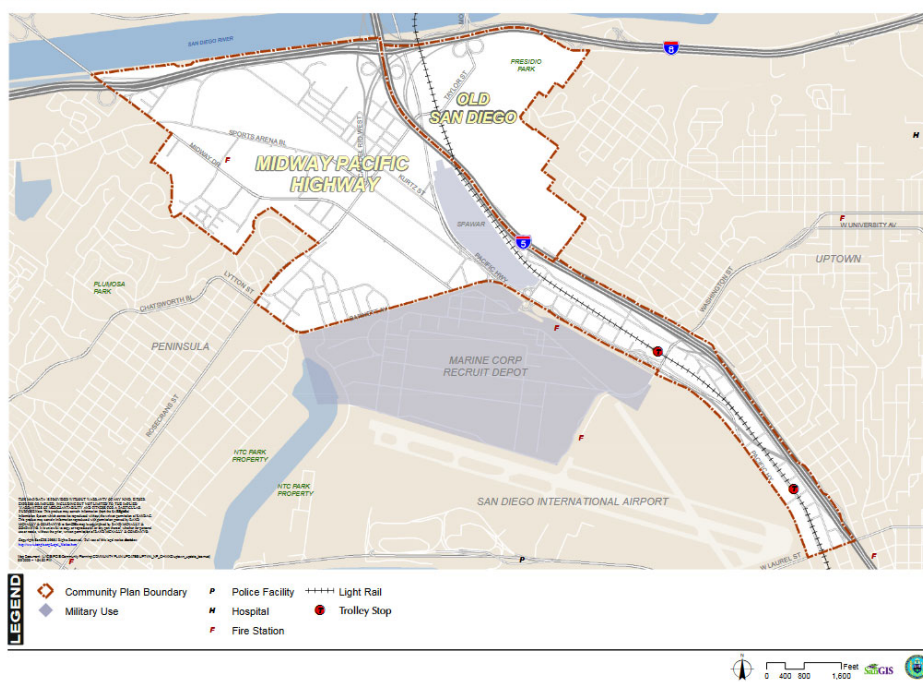 SAN DIEGO RIVER
8
PRESIDIO
PARK
TAYLOR ST
OLD
SAN DIEGO
H
SPORTS ARENA BL
MIDWAY DR
F
MIDWAY PACIFIC
HIGHWAY
KURTZ ST
SPAWAR
5
PACIFIC HWY
F
W UNIVERSITY AV
UPTOWN
WASHINGTON ST
PLUMOSA
PARK
LYTTON ST
CHATSWORTH BL
PENINSULA
F
T
MARINE CORP
RECRUIT DEPOT
ROSECRANS ST
NTC PARK
PROPERTY
F
NTC PARK
PROPERTY
T
SAN DIEGO INTERNATIONAL AIRPORT
P
W LAUREL ST
F
F
LEGEND
Community Plan Boundary
P Police Facility
Light Rail
Military Use
H Hospital
T Trolley Stop
F Fire Station
0 400 800 1,600
Feet
SanGIS